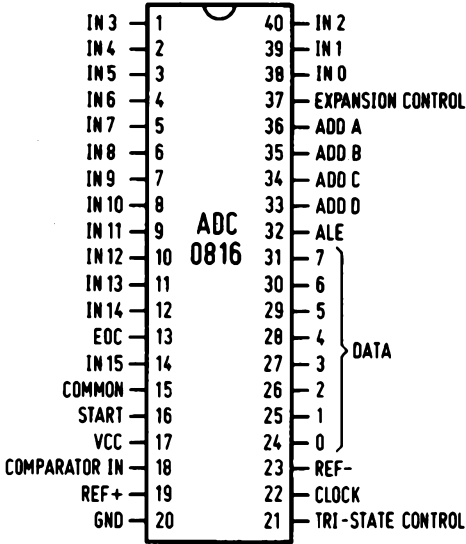 IN 3 1 40 IN 2
IN 4 2 39 IN 1
IN 5 3 38 IN 0
IN 6 4 37 EXPANSION CONTROL
IN 7 5 36 ADD A
IN 8 6 35 ADD B
IN 9 7 34 ADD C
IN 10 8 33 ADD D
IN 11 9 ADC 32 ALE
IN 12 10 0816 31 7
IN 13 11 30 6
IN 14 12 29 5
EOC 13 28 4
DATA
IN 15 14 27 3
COMMON 15 26 2
START 16 25 1
VCC 17 24 0
COMPARATOR IN 18 23 REF-
REF+ 19 22 CLOCK
GND 20 21 TRI-STATE CONTROL